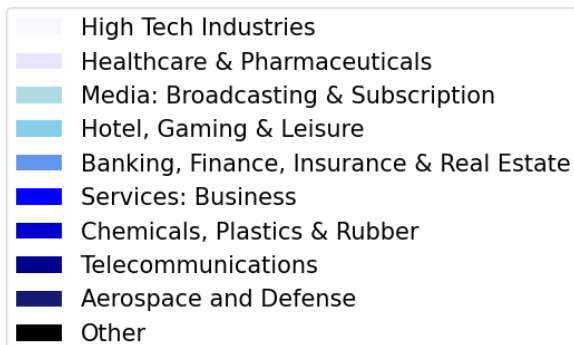 High Tech Industries
Healthcare & Pharmaceuticals
Media: Broadcasting & Subscription
Hotel, Gaming & Leisure
Banking, Finance, Insurance & Real Estate
Services: Business
Chemicals, Plastics & Rubber
Telecommunications
Aerospace and Defense
Other